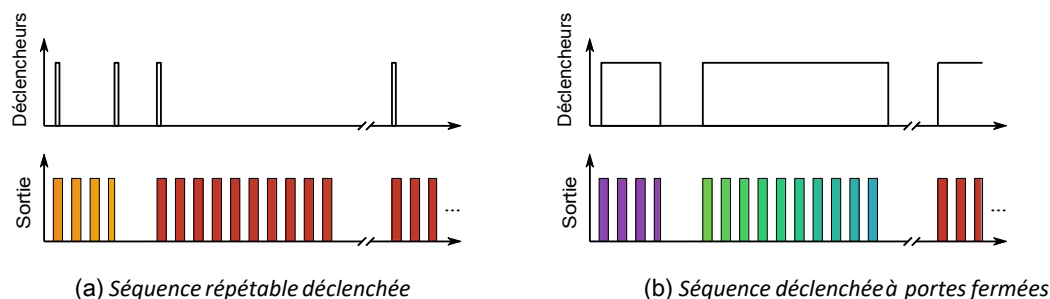 Déclencheurs
Sortie
...
(a) Séquence répétable déclenchée
Déclencheurs
Sortie
...
(b) Séquence déclenchée à portes fermées